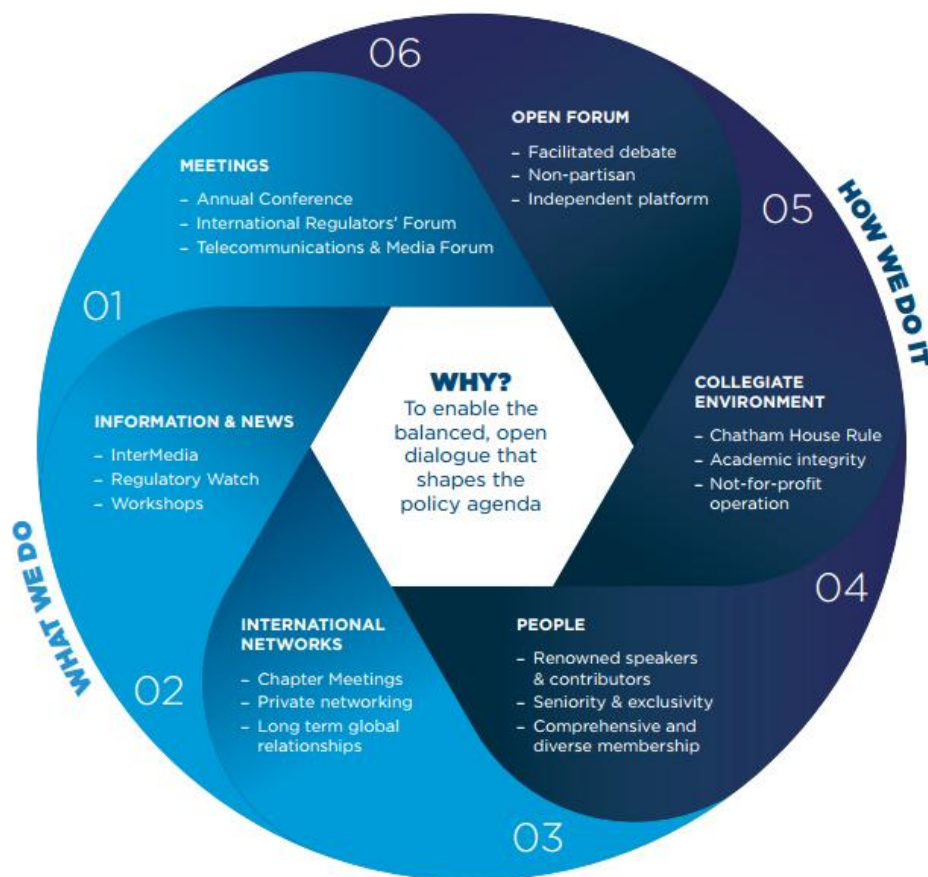 06
OPEN FORUM
– Facilitated debate
– Non-partisan
– Independent platform
MEETINGS
– Annual Conference
– International Regulators' Forum
– Telecommunications & Media Forum
05
HOW WE DO IT
01
WHY?
To enable the
balanced, open
dialogue that
shapes the
policy agenda
COLLEGIATE
ENVIRONMENT
– Chatham House Rule
– Academic integrity
– Not-for-profit
operation
INFORMATION & NEWS
– InterMedia
– Regulatory Watch
– Workshops
WHAT WE DO
04
INTERNATIONAL
NETWORKS
– Chapter Meetings
– Private networking
– Long term global
relationships
PEOPLE
– Renowned speakers
& contributors
– Seniority & exclusivity
– Comprehensive and
diverse membership
02
03